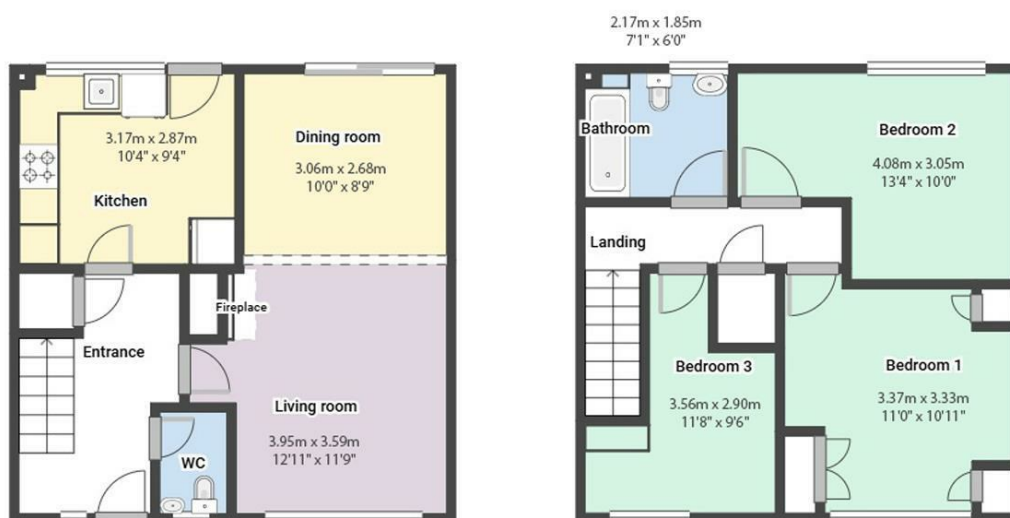 2.17m x 1.85m
7'1" x 6'0"
3.17m x 2.87m
10'4" x 9'4"
Kitchen
Dining room
3.06m x 2.68m
10'0" x 8'9"
Fireplace
Entrance
Living room
3.95m x 3.59m
12'11" x 11'9"
WC
Bathroom
Bedroom 2
4.08m x 3.05m
13'4" x 10'0"
Landing
Bedroom 3
3.56m x 2.90m
11'8" x 9'6"
Bedroom 1
3.37m x 3.33m
11'0" x 10'11"